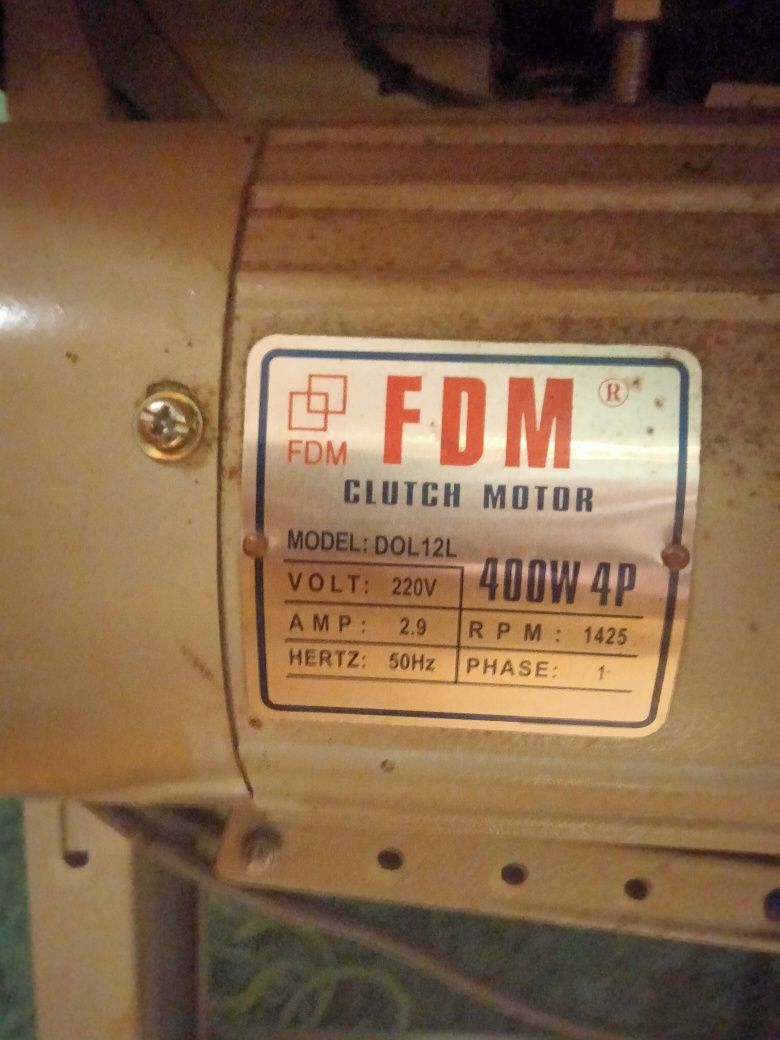 FDM
FDM ®
CLUTCH MOTOR
MODEL: DOL12L
400W 4P
VOLT: 220V
AMP: 2.9
RPM: 1425
HERTZ: 50Hz
PHASE: 1